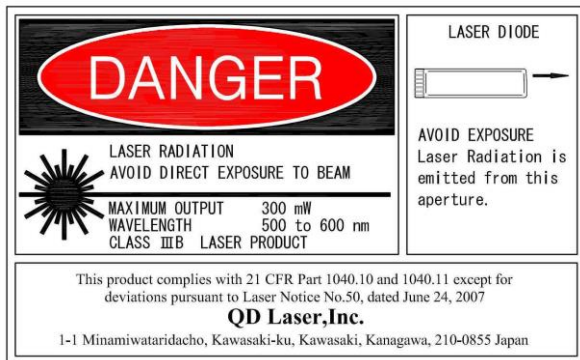 DANGER
LASER RADIATION
AVOID DIRECT EXPOSURE TO BEAM
MAXIMUM OUTPUT 300 mW
WAVELENGTH 500 to 600 nm
CLASS ⅢB LASER PRODUCT
LASER DIODE
AVOID EXPOSURE
Laser Radiation is
emitted from this
aperture.
This product complies with 21 CFR Part 1040.10 and 1040.11 except for
deviations pursuant to Laser Notice No.50, dated June 24, 2007
QD Laser,Inc.
1-1 Minamiwataridacho, Kawasaki-ku, Kawasaki, Kanagawa, 210-0855 Japan